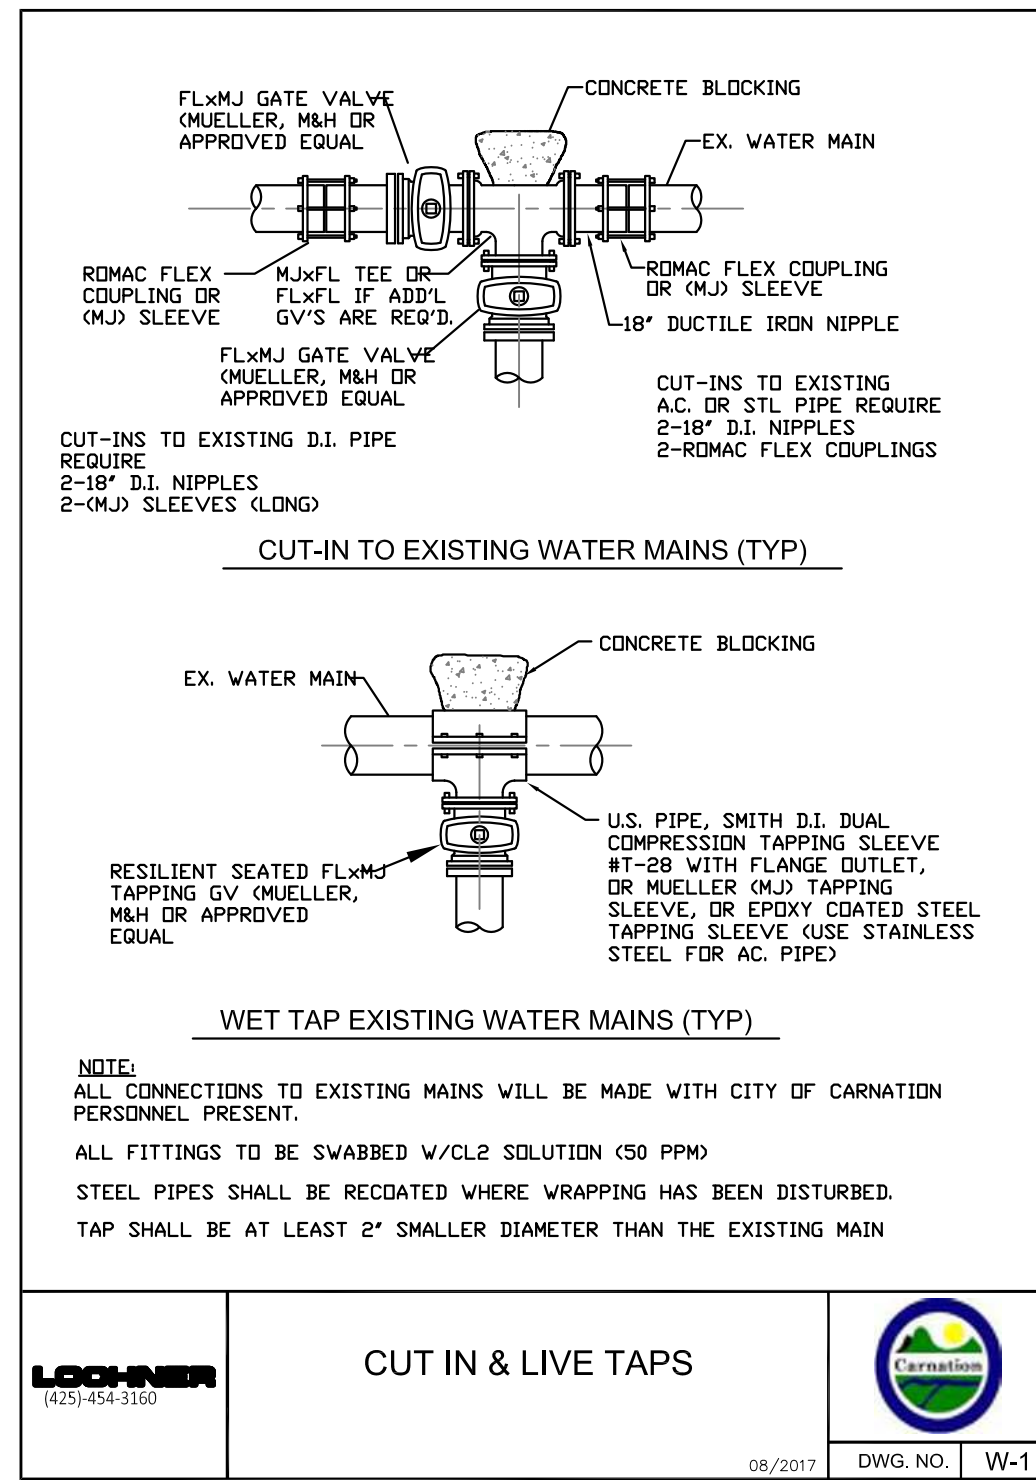 FLxMJ GATE VALVE
(MUELLER, M&H OR
APPROVED EQUAL
CONCRETE BLOCKING
EX. WATER MAIN
ROMAC FLEX
COUPLING OR
(MJ) SLEEVE
MJxFL TEE OR
FLxFL IF ADD'L
GV'S ARE REQ'D.
ROMAC FLEX COUPLING
OR (MJ) SLEEVE
18" DUCTILE IRON NIPPLE
FLxMJ GATE VALVE
(MUELLER, M&H OR
APPROVED EQUAL
CUT-INS TO EXISTING
A.C. OR STL PIPE REQUIRE
2-18" D.I. NIPPLES
2-ROMAC FLEX COUPLINGS
CUT-INS TO EXISTING D.I. PIPE
REQUIRE
2-18" D.I. NIPPLES
2-(MJ) SLEEVES (LONG)
CUT-IN TO EXISTING WATER MAINS (TYP)
CONCRETE BLOCKING
EX. WATER MAIN
U.S. PIPE, SMITH D.I. DUAL
COMPRESSION TAPPING SLEEVE
#T-28 WITH FLANGE OUTLET,
OR MUELLER (MJ) TAPPING
SLEEVE, OR EPOXY COATED STEEL
TAPPING SLEEVE (USE STAINLESS
STEEL FOR AC. PIPE)
RESILIENT SEATED FLxMJ
TAPPING GV (MUELLER,
M&H OR APPROVED
EQUAL
WET TAP EXISTING WATER MAINS (TYP)
NOTE:
ALL CONNECTIONS TO EXISTING MAINS WILL BE MADE WITH CITY OF CARNATION
PERSONNEL PRESENT.
ALL FITTINGS TO BE SWABBED W/CL2 SOLUTION (50 PPM)
STEEL PIPES SHALL BE RECOATED WHERE WRAPPING HAS BEEN DISTURBED.
TAP SHALL BE AT LEAST 2" SMALLER DIAMETER THAN THE EXISTING MAIN
LOCHNER
(425)-454-3160
CUT IN & LIVE TAPS
08/2017
Carnation
DWG. NO.
W-1